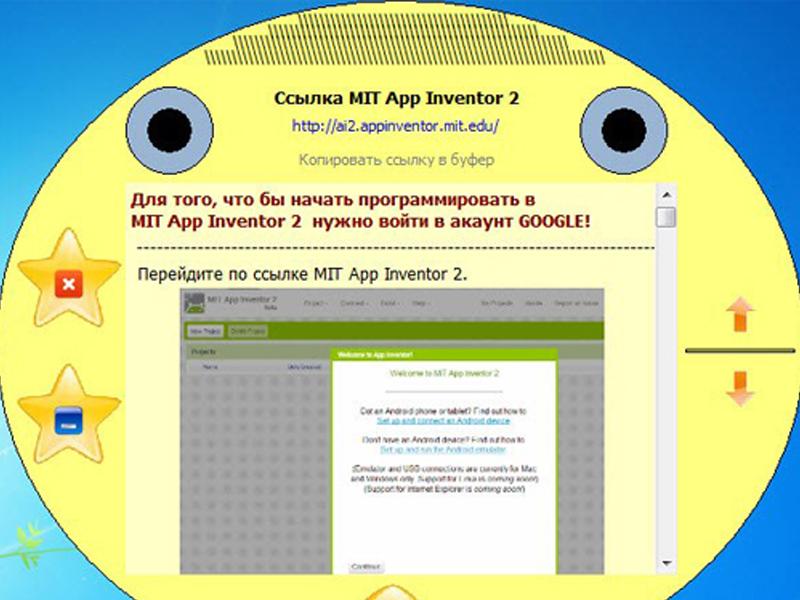 Ссылка MIT App Inventor 2
http://ai2.appinventor.mit.edu/
Копировать ссылку в буфер
Для того, что бы начать программировать в
MIT App Inventor 2 нужно войти в акаунт GOOGLE!
Перейдите по ссылке MIT App Inventor 2.
MIT App Inventor 2
Beta
Project Connect Build Help My Projects Guide Report an Issue
New Project Delete Project
Projects
Name Date Created
Welcome to App Inventor!
Welcome to MIT App Inventor 2
Got an Android phone or tablet? Find out how to
Set up and connect an Android device
Don't have an Android device? Find out how to
Set up and run the Android emulator
(Emulator and USB connections are currently for Mac
and Windows only. Support for Linux is coming soon!)
(Support for Internet Explorer is coming soon!)
Continue